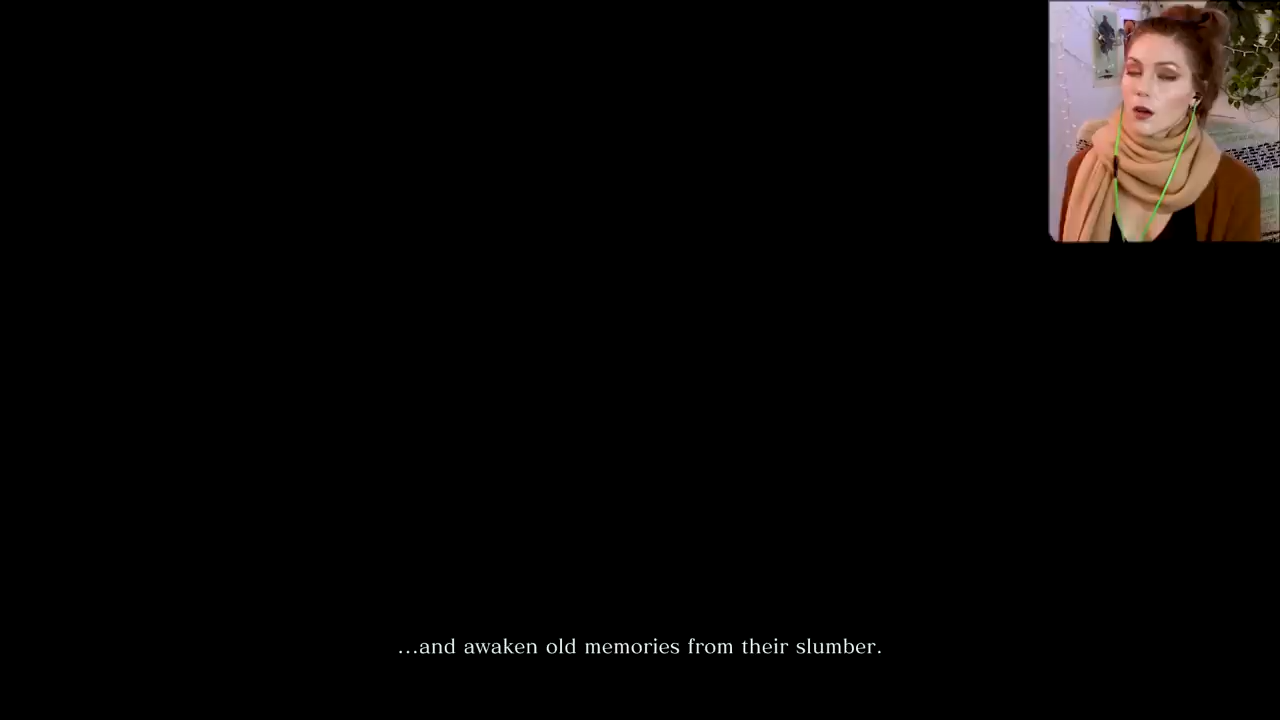 ...and awaken old memories from their slumber.